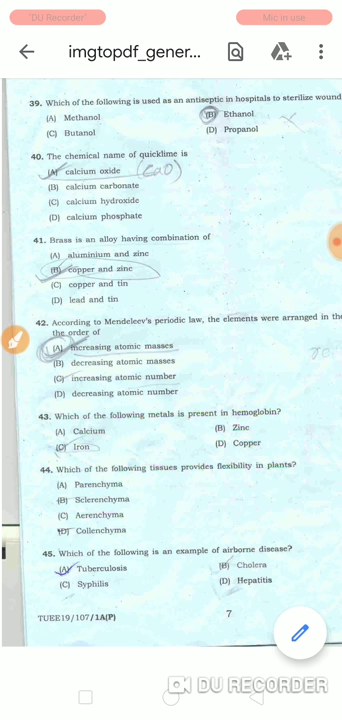 "DU Recorder"
Mic in use
imgtopdf_gener...
39. Which of the following is used as an antiseptic in hospitals to sterilize wound
(A) Methanol (B) Ethanol
(C) Butanol (D) Propanol
40. The chemical name of quicklime is
(A) calcium oxide (CaO)
(B) calcium carbonate
(C) calcium hydroxide
(D) calcium phosphate
41. Brass is an alloy having combination of
(A) aluminium and zinc
(B) copper and zinc
(C) copper and tin
(D) lead and tin
42. According to Mendeleev's periodic law, the elements were arranged in the
the order of
(A) increasing atomic masses
(B) decreasing atomic masses
(C) increasing atomic number
(D) decreasing atomic number
43. Which of the following metals is present in hemoglobin?
(A) Calcium (B) Zinc
(C) Iron (D) Copper
44. Which of the following tissues provides flexibility in plants?
(A) Parenchyma
(B) Sclerenchyma
(C) Aerenchyma
(D) Collenchyma
45. Which of the following is an example of airborne disease?
(A) Tuberculosis (B) Cholera
(C) Syphilis (D) Hepatitis
TUEE19/107/1A(P) 7
DU RECORDER